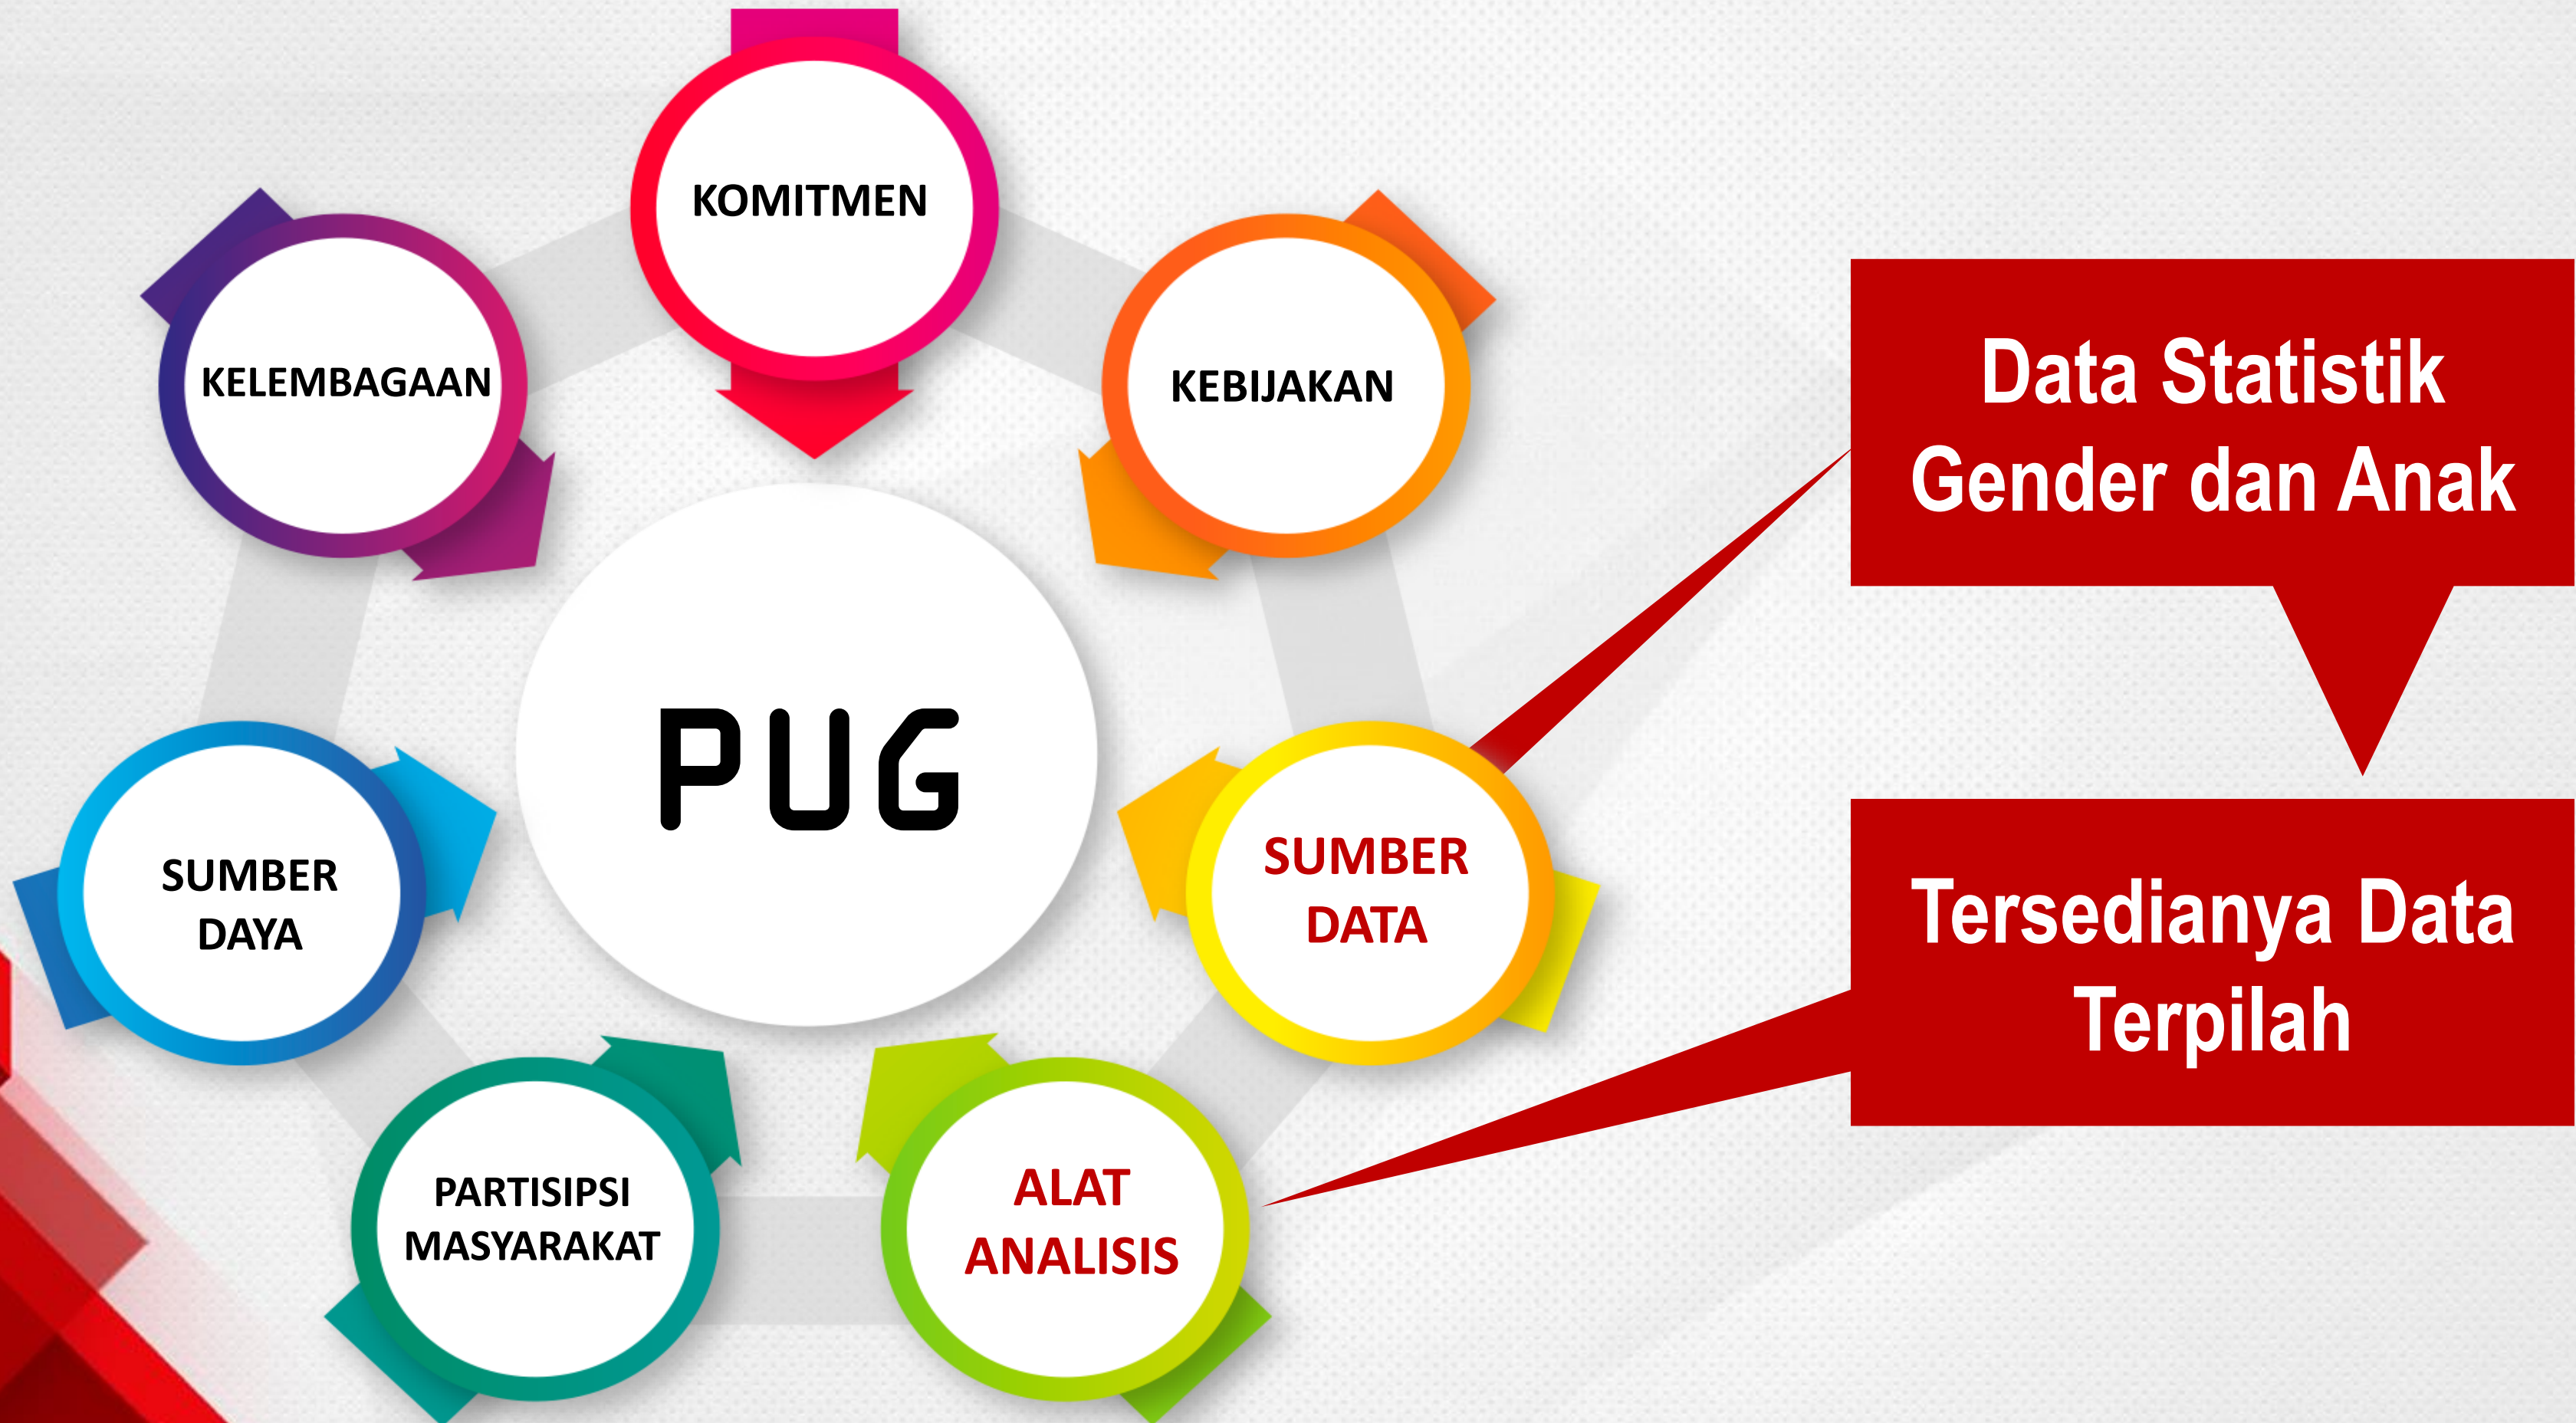 KOMITMEN
KELEMBAGAAN
KEBIJAKAN
Data Statistik
Gender dan Anak
PUG
SUMBER
DAYA
SUMBER
DATA
Tersedianya Data
Terpilah
PARTISIPSI
MASYARAKAT
ALAT
ANALISIS